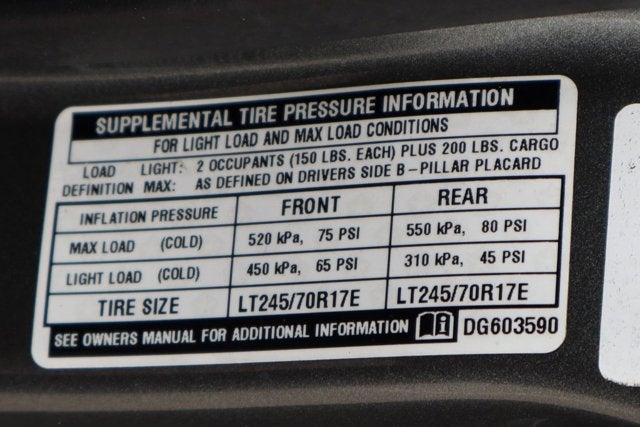 SUPPLEMENTAL TIRE PRESSURE INFORMATION
FOR LIGHT LOAD AND MAX LOAD CONDITIONS
LOAD LIGHT: 2 OCCUPANTS (150 LBS. EACH) PLUS 200 LBS. CARGO
DEFINITION MAX: AS DEFINED ON DRIVERS SIDE B-PILLAR PLACARD
INFLATION PRESSURE FRONT REAR
MAX LOAD (COLD) 520 kPa, 75 PSI 550 kPa, 80 PSI
LIGHT LOAD (COLD) 450 kPa, 65 PSI 310 kPa, 45 PSI
TIRE SIZE LT245/70R17E LT245/70R17E
SEE OWNERS MANUAL FOR ADDITIONAL INFORMATION DG603590